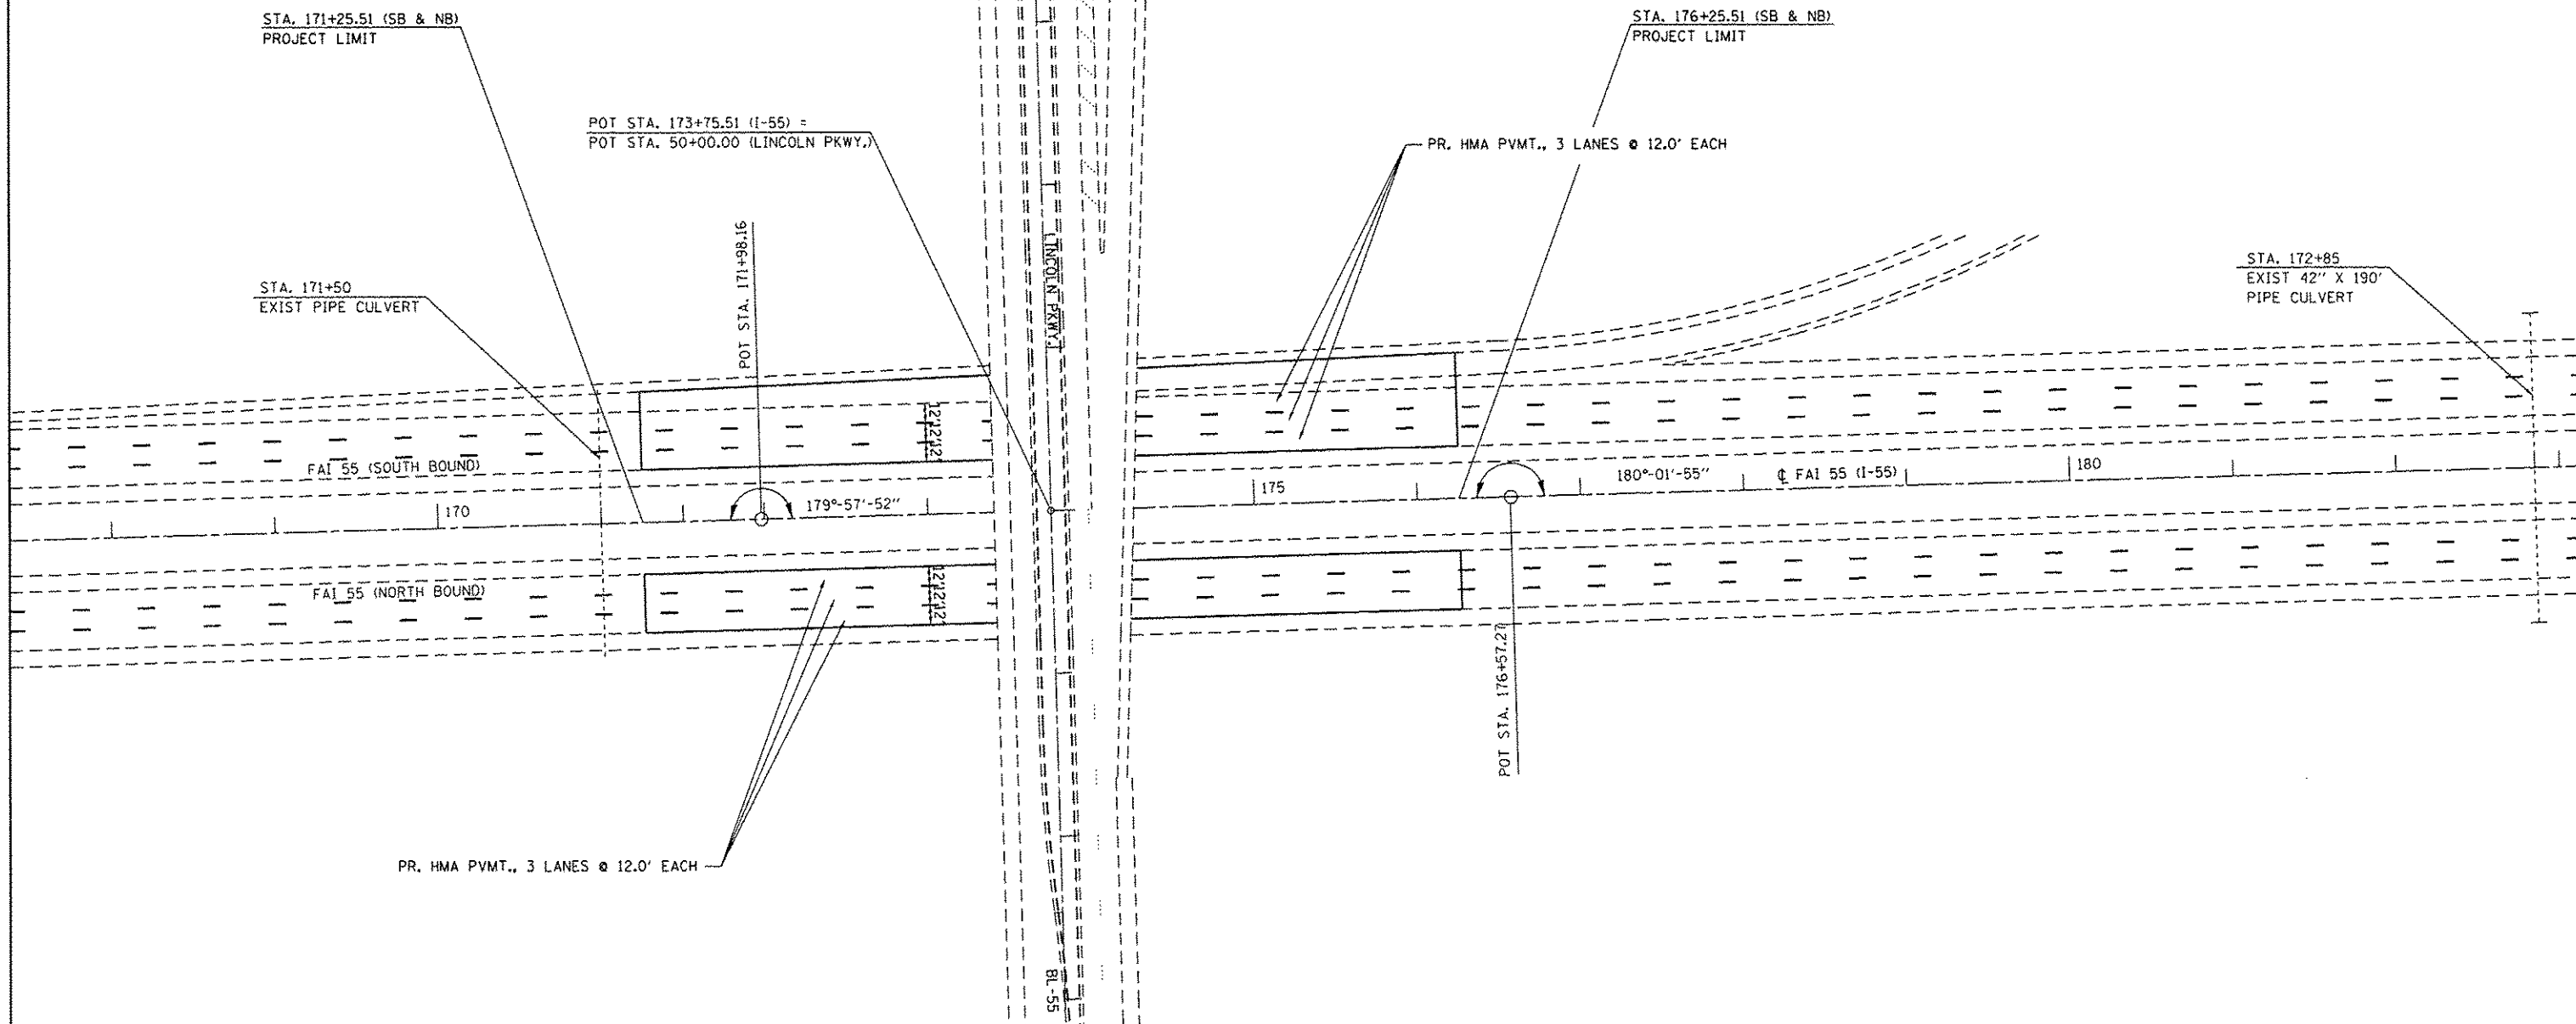 STA. 171+25.51 (SB & NB)
PROJECT LIMIT
STA. 176+25.51 (SB & NB)
PROJECT LIMIT
POT STA. 173+75.51 (I-55) =
POT STA. 50+00.00 (LINCOLN PKWY.)
PR. HMA PVMT., 3 LANES @ 12.0' EACH
POT STA. 171+98.16
LINCOLN PKWY.
STA. 171+50
EXIST PIPE CULVERT
STA. 172+85
EXIST 42" X 190'
PIPE CULVERT
12'
12'
12'
FAI 55 (SOUTH BOUND)
170
179°-57'-52"
175
180°-01'-55"
℄ FAI 55 (I-55)
180
FAI 55 (NORTH BOUND)
12'
12'
12'
POT STA. 176+57.27
PR. HMA PVMT., 3 LANES @ 12.0' EACH
BL-55